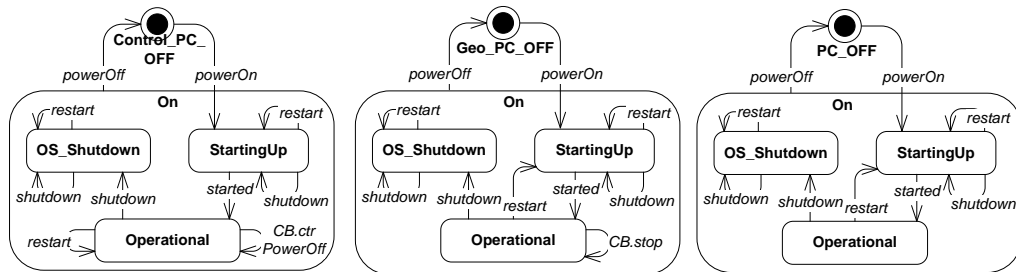 Control_PC_
OFF
powerOff
powerOn
On
restart
restart
OS_Shutdown
StartingUp
shutdown
shutdown
started
shutdown
restart
Operational
CB.ctr
PowerOff
Geo_PC_OFF
powerOff
powerOn
On
restart
restart
OS_Shutdown
StartingUp
shutdown
shutdown
restart
started
shutdown
Operational
CB.stop
PC_OFF
powerOff
powerOn
On
restart
restart
OS_Shutdown
StartingUp
shutdown
shutdown
restart
started
shutdown
Operational